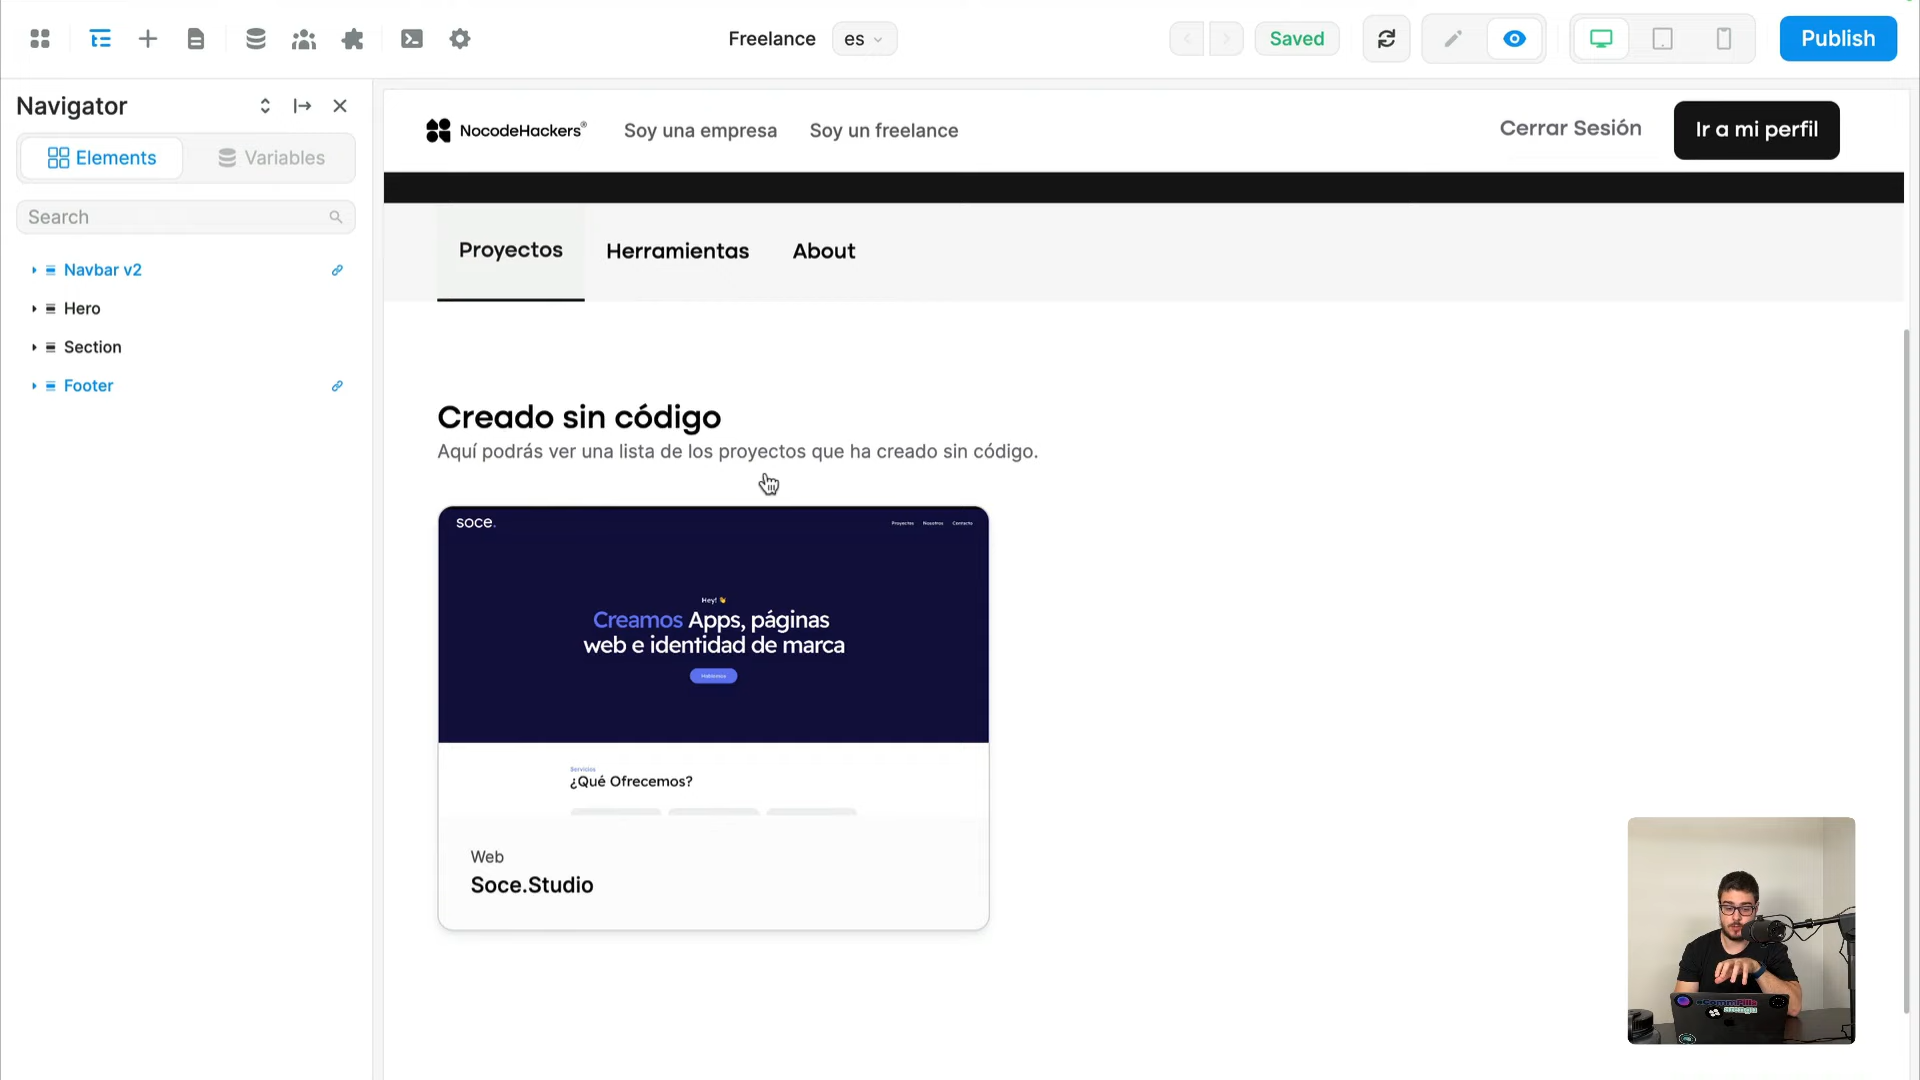 Freelance
es
Saved
Publish
Navigator
Elements
Variables
Search
Navbar v2
Hero
Section
Footer
NocodeHackers®
Soy una empresa
Soy un freelance
Cerrar Sesión
Ir a mi perfil
Proyectos
Herramientas
About
Creado sin código
Aquí podrás ver una lista de los proyectos que ha creado sin código.
soce.
Proyectos
Nosotros
Contacto
Hey! 👋
Creamos Apps, páginas
web e identidad de marca
Hablemos
Servicios
¿Qué Ofrecemos?
Web
Soce.Studio